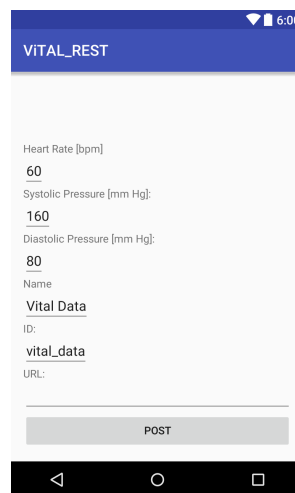 6:00
ViTAL_REST
Heart Rate [bpm]
60
Systolic Pressure [mm Hg]:
160
Diastolic Pressure [mm Hg]:
80
Name
Vital Data
ID:
vital_data
URL:
POST